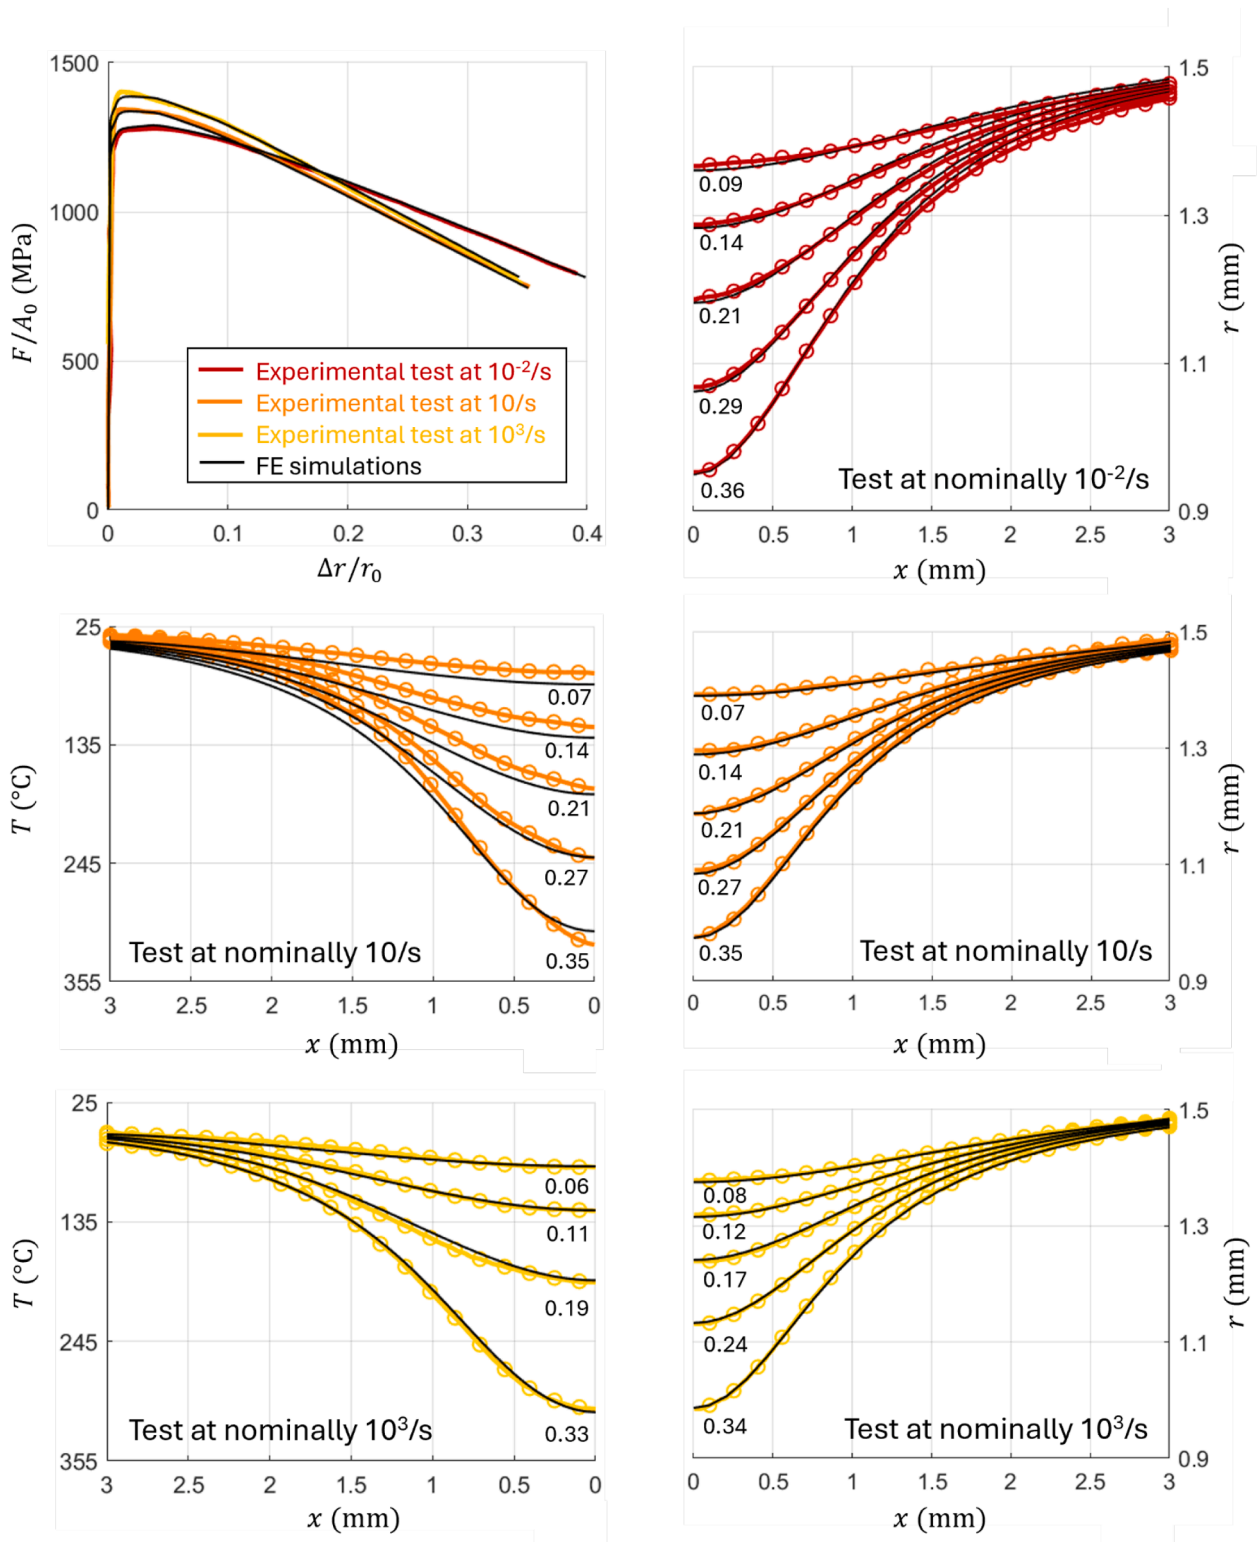 1500
1000
500
0
F/A₀ (MPa)
Experimental test at 10⁻²/s
Experimental test at 10/s
Experimental test at 10³/s
FE simulations
0 0.1 0.2 0.3 0.4
Δr/r₀
1.5
1.3
1.1
0.9
r (mm)
0.09
0.14
0.21
0.29
0.36
Test at nominally 10⁻²/s
0 0.5 1 1.5 2 2.5 3
x (mm)
25
135
245
355
T (°C)
0.07
0.14
0.21
0.27
0.35
Test at nominally 10/s
3 2.5 2 1.5 1 0.5 0
x (mm)
1.5
1.3
1.1
0.9
r (mm)
0.07
0.14
0.21
0.27
0.35
Test at nominally 10/s
0 0.5 1 1.5 2 2.5 3
x (mm)
25
135
245
355
T (°C)
0.06
0.11
0.19
0.33
Test at nominally 10³/s
3 2.5 2 1.5 1 0.5 0
x (mm)
1.5
1.3
1.1
0.9
r (mm)
0.08
0.12
0.17
0.24
0.34
Test at nominally 10³/s
0 0.5 1 1.5 2 2.5 3
x (mm)